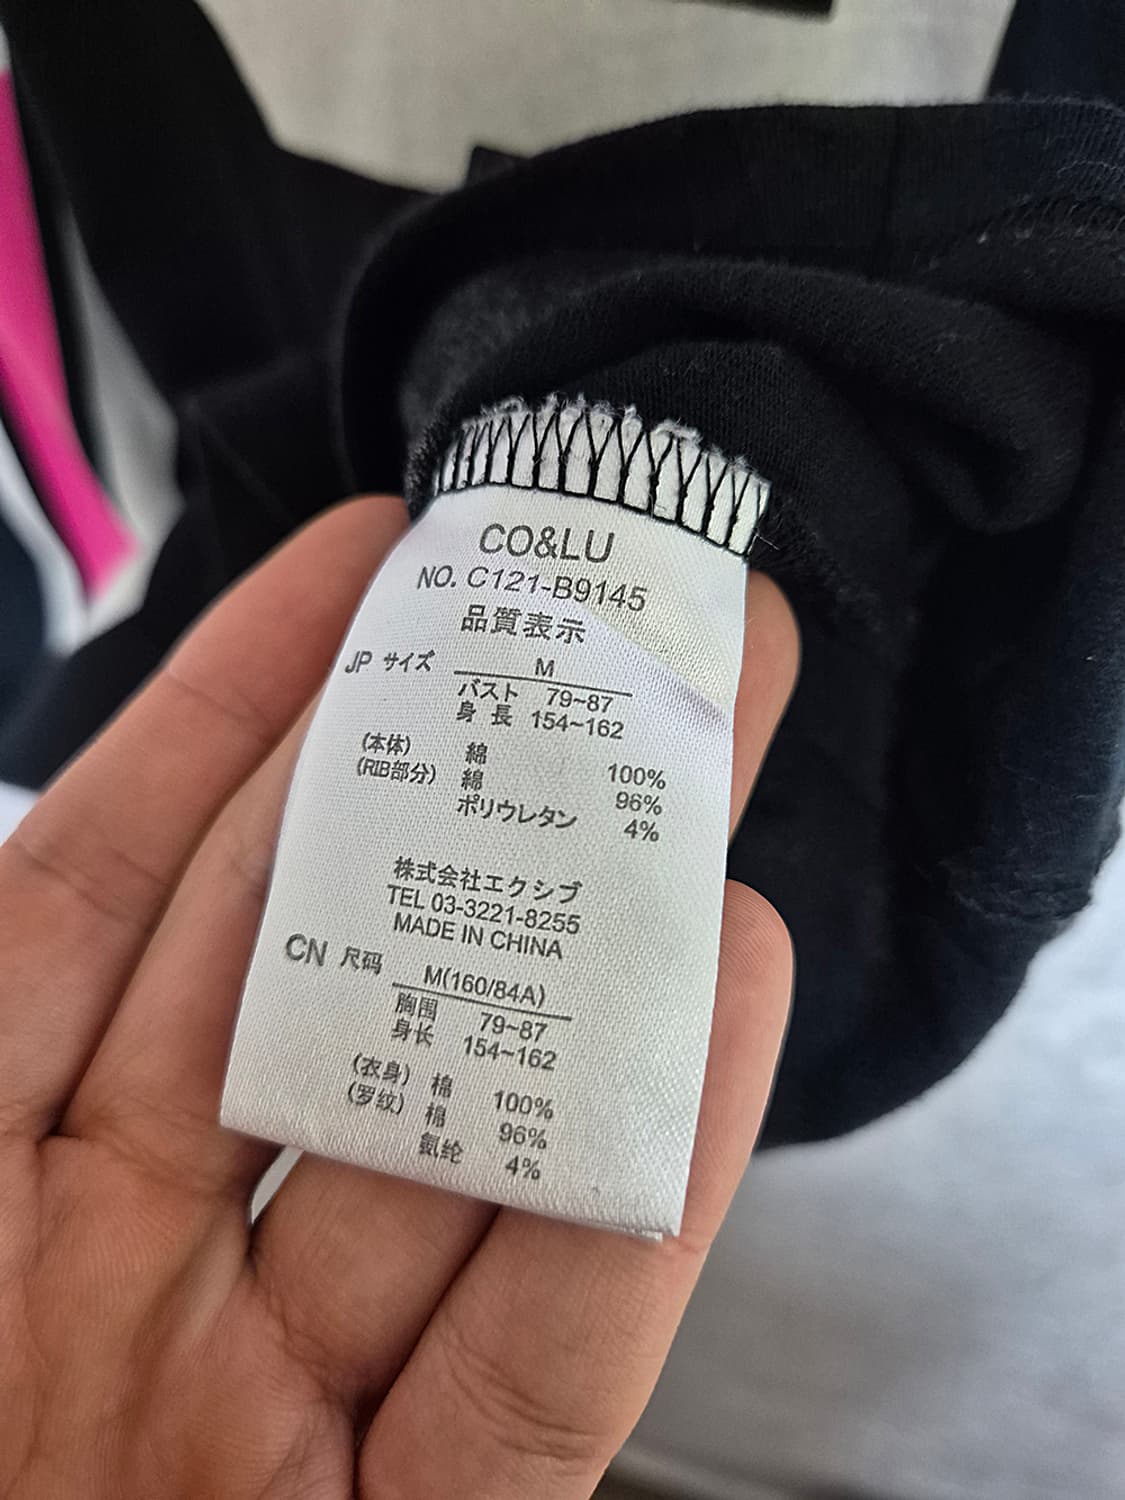 CO&LU
NO. C121-B9145
品質表示
JP サイズ M
バスト 79~87
身長 154~162
(本体) 綿 100%
(RIB部分) 綿 96%
ポリウレタン 4%
株式会社エクシブ
TEL 03-3221-8255
MADE IN CHINA
CN 尺码 M(160/84A)
胸围 79~87
身长 154~162
(衣身) 棉 100%
(罗纹) 棉 96%
氨纶 4%